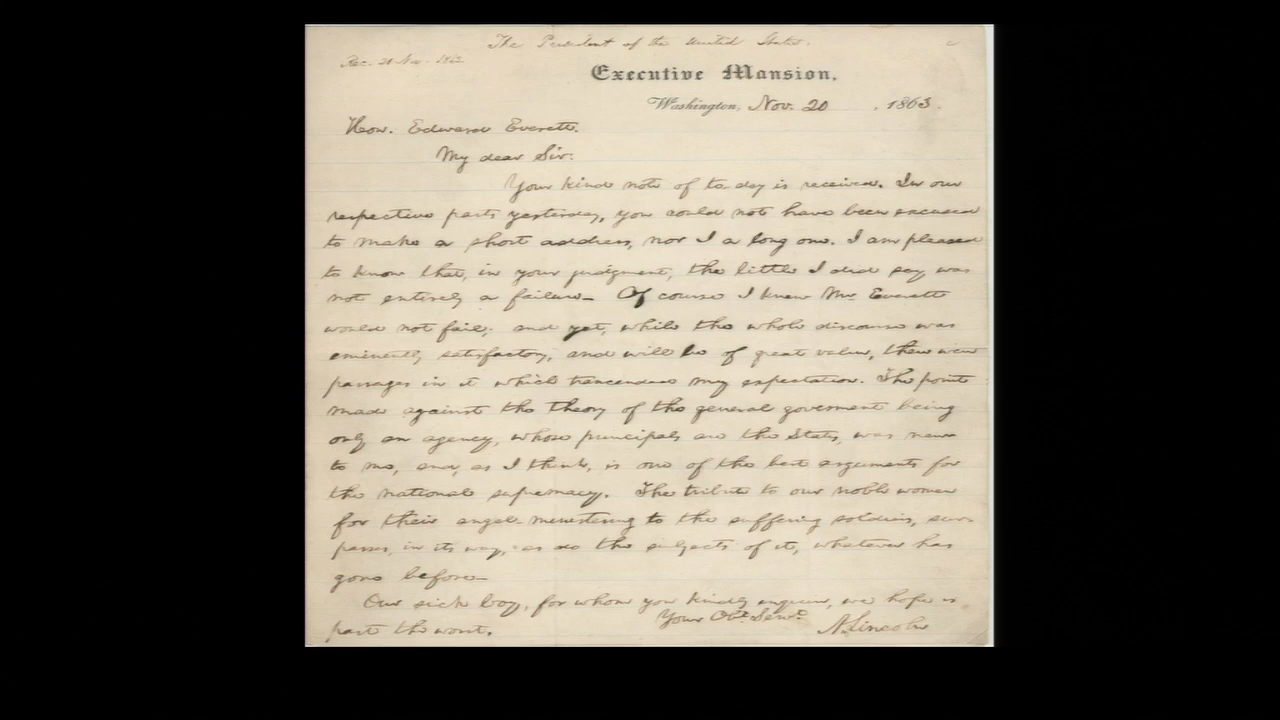 The President of the United States.
Rec. 21 Nov. 1863.
Executive Mansion,
Washington, Nov. 20, 1863.
Hon. Edward Everett.
My dear Sir:
Your kind note of to-day is received. In our
respective parts yesterday, you could not have been excused
to make a short address, nor I a long one. I am pleased
to know that, in your judgment, the little I did say was
not entirely a failure. Of course I knew Mr. Everett
would not fail; and yet, while the whole discourse was
eminently satisfactory, and will be of great value, there were
passages in it which trancended my expectation. The point
made against the theory of the general goverment being
only an agency, whose principals are the States, was new
to me, and, as I think, is one of the best arguments for
the national supremacy. The tribute to our noble women
for their angel-ministering to the suffering soldiers, sur-
passes, in its way, as do the subjects of it, whatever has
gone before.
Our sick boy, for whom you kindly inquire, we hope is
past the worst.
Your Obt. Servt.
A. Lincoln